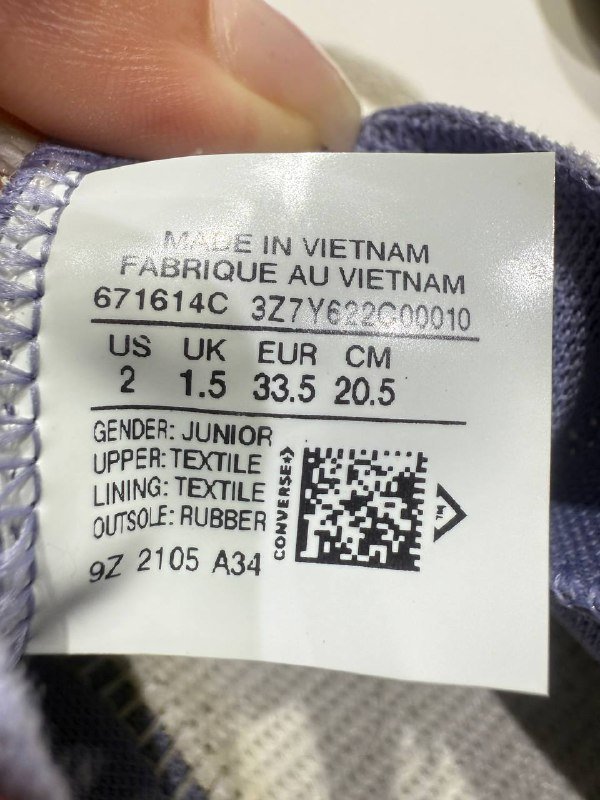 MADE IN VIETNAM
FABRIQUE AU VIETNAM
671614C 3Z7Y622C00010
US UK EUR CM
2 1.5 33.5 20.5
GENDER: JUNIOR
UPPER: TEXTILE
LINING: TEXTILE
OUTSOLE: RUBBER
9Z 2105 A34
CONVERSE
TM